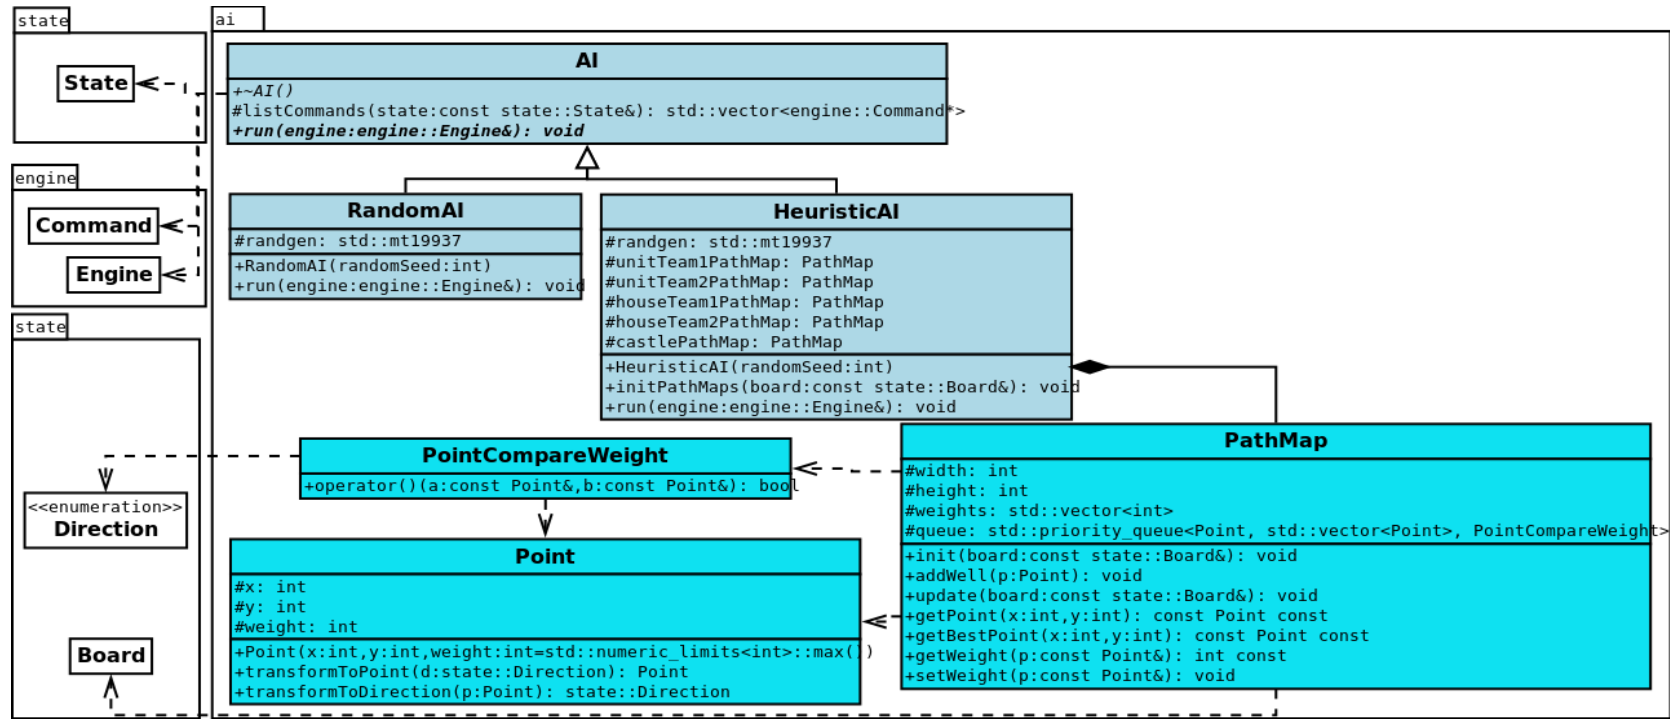 state
State
engine
Command
Engine
state
<<enumeration>>
Direction
Board
ai
AI
+~AI()
#listCommands(state:const state::State&): std::vector<engine::Command*>
+run(engine:engine::Engine&): void
RandomAI
#randgen: std::mt19937
+RandomAI(randomSeed:int)
+run(engine:engine::Engine&): void
HeuristicAI
#randgen: std::mt19937
#unitTeam1PathMap: PathMap
#unitTeam2PathMap: PathMap
#houseTeam1PathMap: PathMap
#houseTeam2PathMap: PathMap
#castlePathMap: PathMap
+HeuristicAI(randomSeed:int)
+initPathMaps(board:const state::Board&): void
+run(engine:engine::Engine&): void
PointCompareWeight
+operator()(a:const Point&,b:const Point&): bool
Point
#x: int
#y: int
#weight: int
+Point(x:int,y:int,weight:int=std::numeric_limits<int>::max())
+transformToPoint(d:state::Direction): Point
+transformToDirection(p:Point): state::Direction
PathMap
#width: int
#height: int
#weights: std::vector<int>
#queue: std::priority_queue<Point, std::vector<Point>, PointCompareWeight>
+init(board:const state::Board&): void
+addWell(p:Point): void
+update(board:const state::Board&): void
+getPoint(x:int,y:int): const Point const
+getBestPoint(x:int,y:int): const Point const
+getWeight(p:const Point&): int const
+setWeight(p:const Point&): void